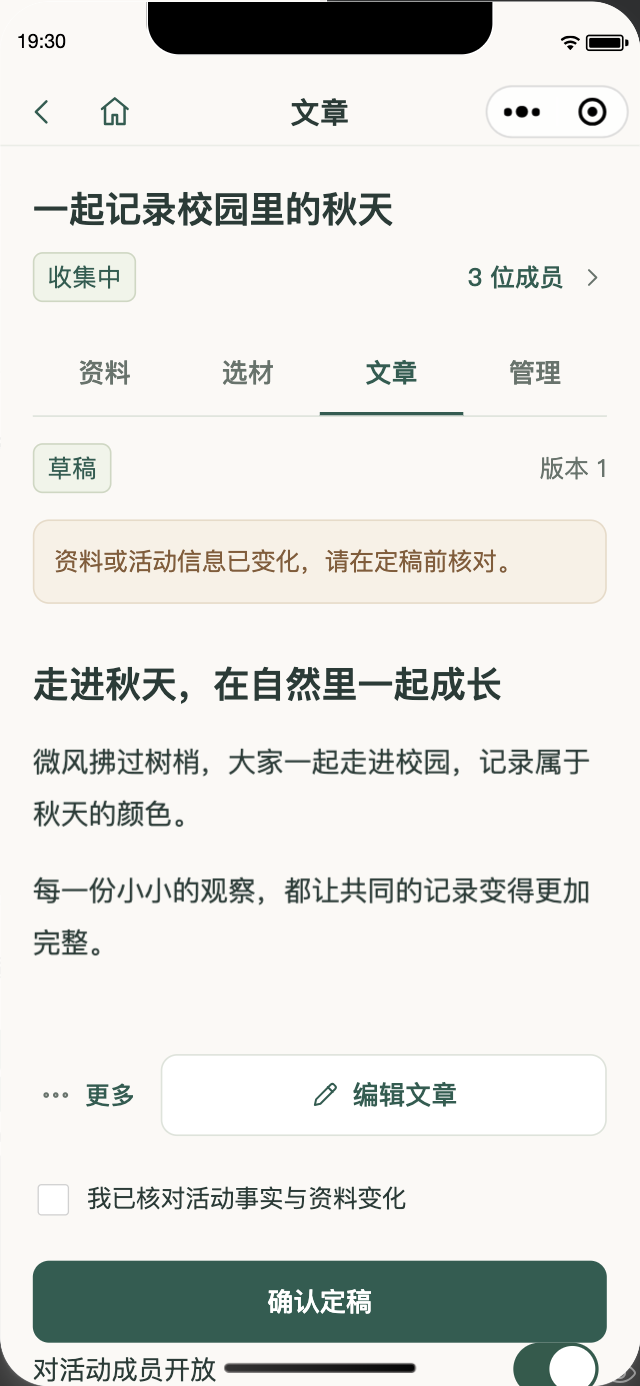 19:30
文章
一起记录校园里的秋天
收集中
3 位成员
资料
选材
文章
管理
草稿
版本 1
资料或活动信息已变化，请在定稿前核对。
走进秋天，在自然里一起成长
微风拂过树梢，大家一起走进校园，记录属于
秋天的颜色。
每一份小小的观察，都让共同的记录变得更加
完整。
更多
编辑文章
我已核对活动事实与资料变化
确认定稿
对活动成员开放